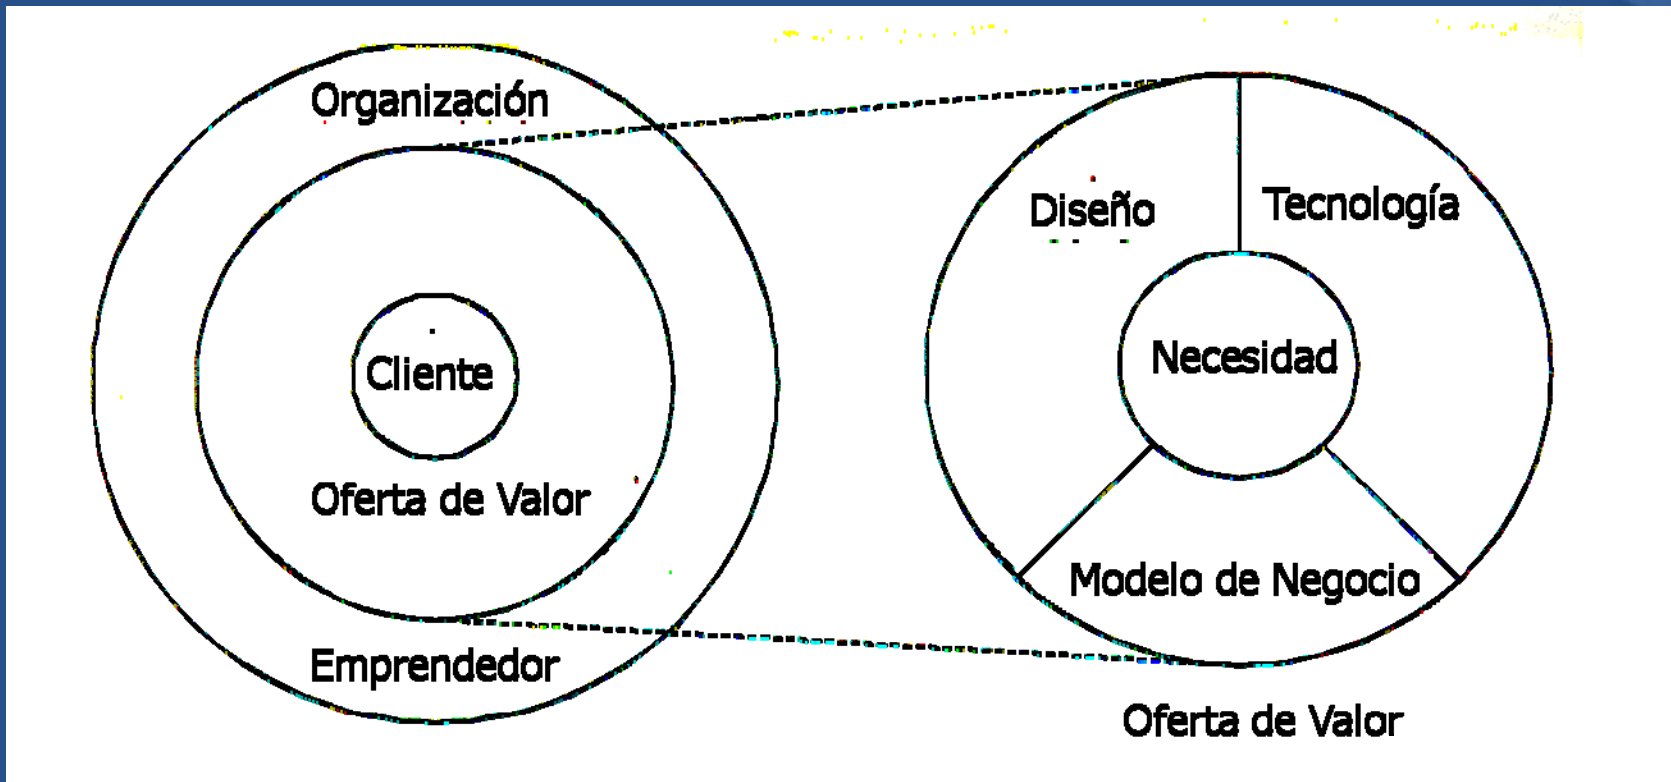 Organización
Cliente
Oferta de Valor
Emprendedor
Diseño
Tecnología
Necesidad
Modelo de Negocio
Oferta de Valor